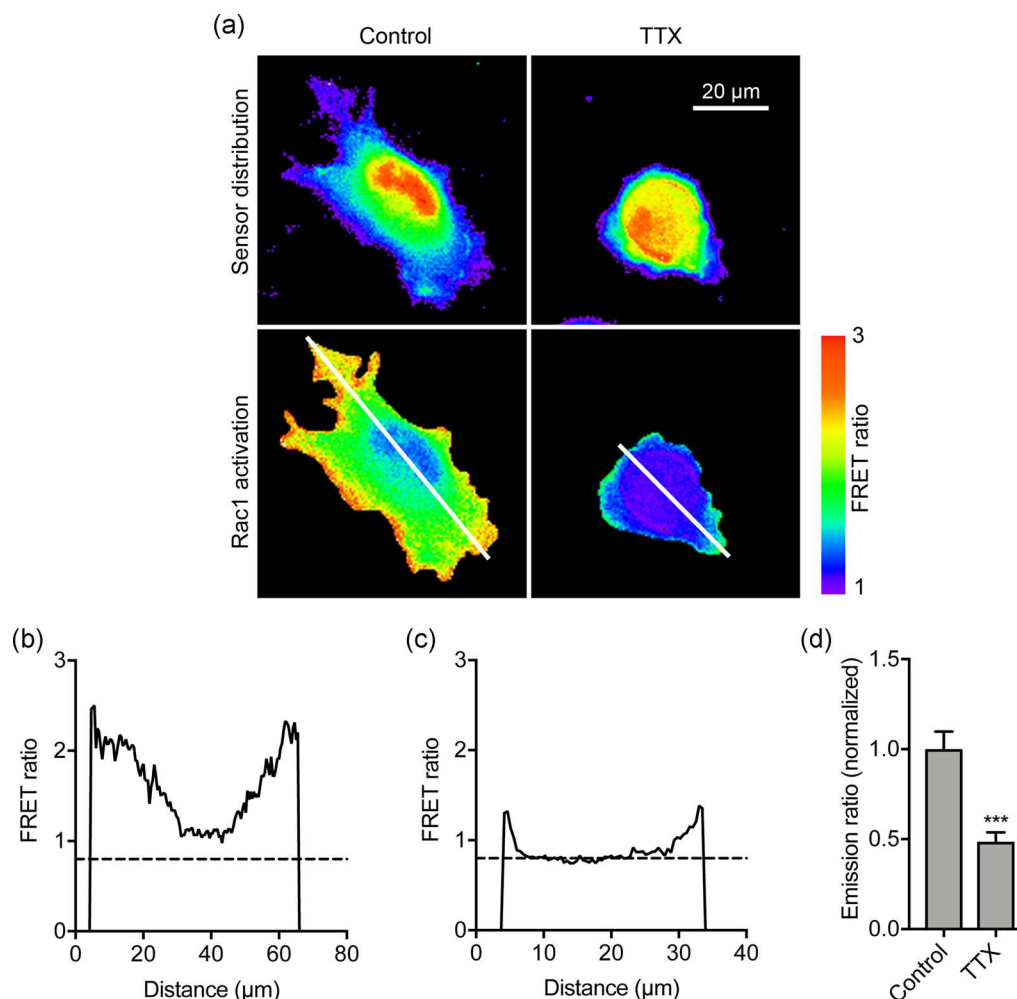 (a)
Control
TTX
Sensor distribution
20 µm
Rac1 activation
3
FRET ratio
1
(b)
3
2
1
0
FRET ratio
0 20 40 60 80
Distance (µm)
(c)
3
2
1
0
FRET ratio
0 10 20 30 40
Distance (µm)
(d)
1.5
1.0
0.5
0.0
Emission ratio (normalized)
***
Control
TTX